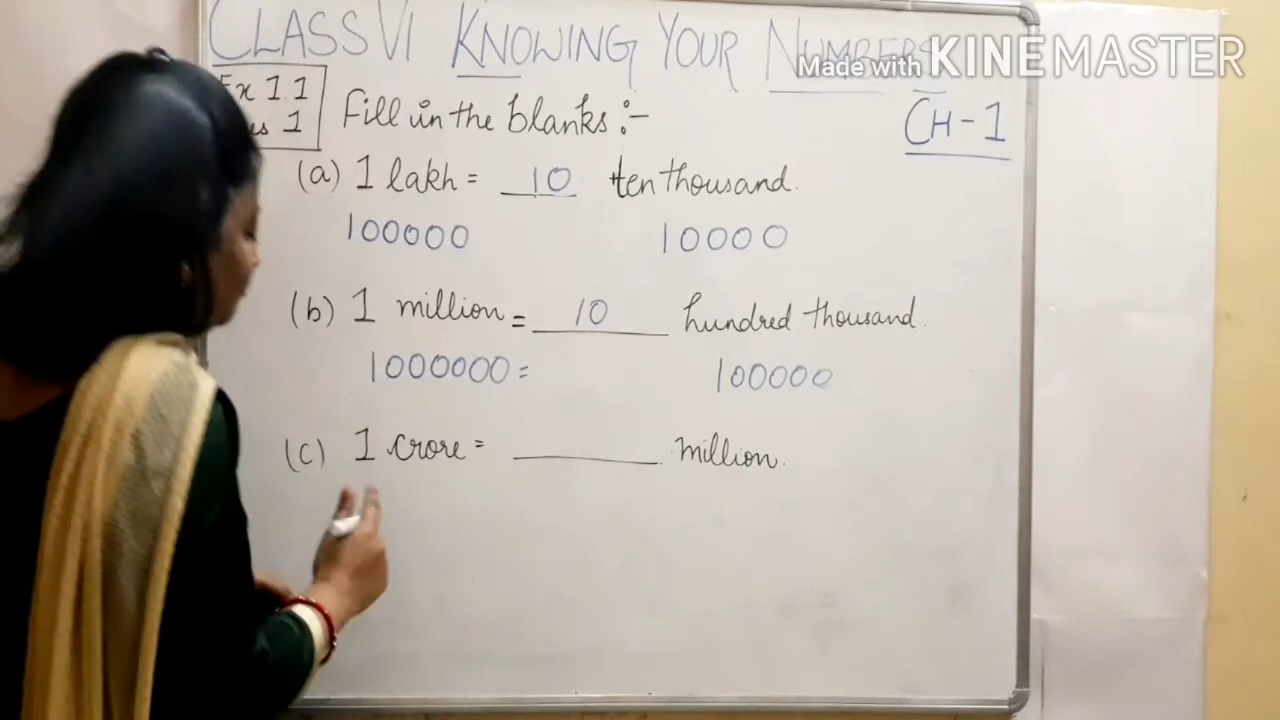 CLASS VI KNOWING YOUR NUMBERS
Made with KINEMASTER
Ex 1.1
1
CH-1
Fill in the blanks :-
(a) 1 lakh = 10 ten thousand.
100000 10000
(b) 1 million = 10 hundred thousand.
1000000 = 100000
(c) 1 crore = ______ million.